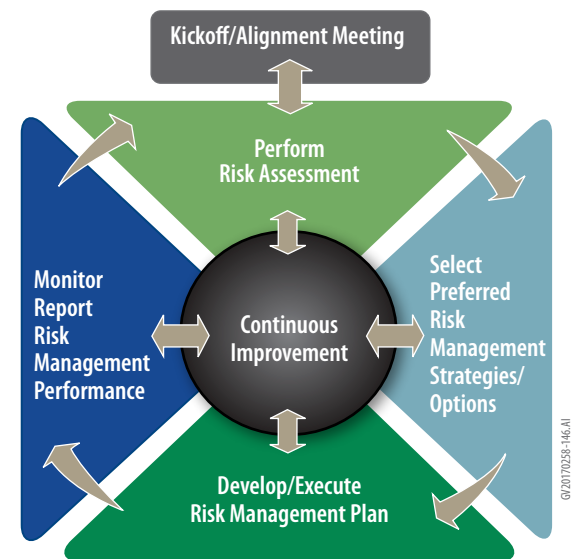 Kickoff/Alignment Meeting
Perform
Risk Assessment
Monitor
Report
Risk
Management
Performance
Continuous
Improvement
Select
Preferred
Risk
Management
Strategies/
Options
Develop/Execute
Risk Management Plan
GV20170258-146.AI